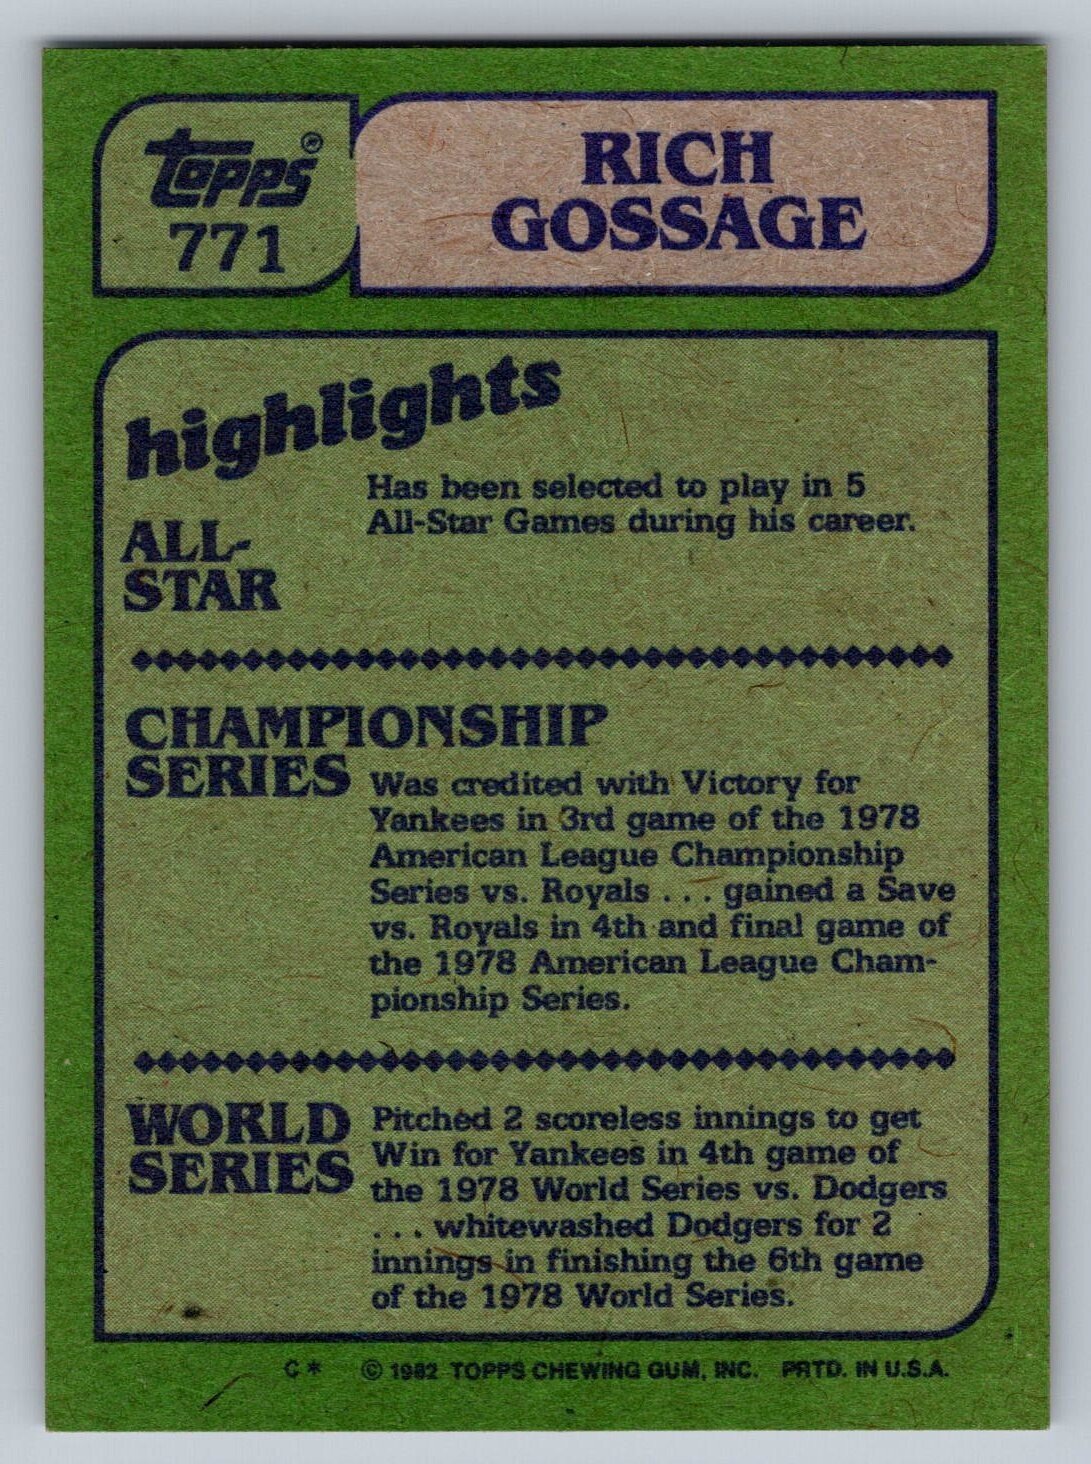 topps®
771
RICH
GOSSAGE
highlights
ALL-
STAR
Has been selected to play in 5
All-Star Games during his career.
CHAMPIONSHIP
SERIES
Was credited with Victory for
Yankees in 3rd game of the 1978
American League Championship
Series vs. Royals . . . gained a Save
vs. Royals in 4th and final game of
the 1978 American League Cham-
pionship Series.
WORLD
SERIES
Pitched 2 scoreless innings to get
Win for Yankees in 4th game of
the 1978 World Series vs. Dodgers
. . . whitewashed Dodgers for 2
innings in finishing the 6th game
of the 1978 World Series.
C* © 1982 TOPPS CHEWING GUM, INC. PRTD. IN U.S.A.